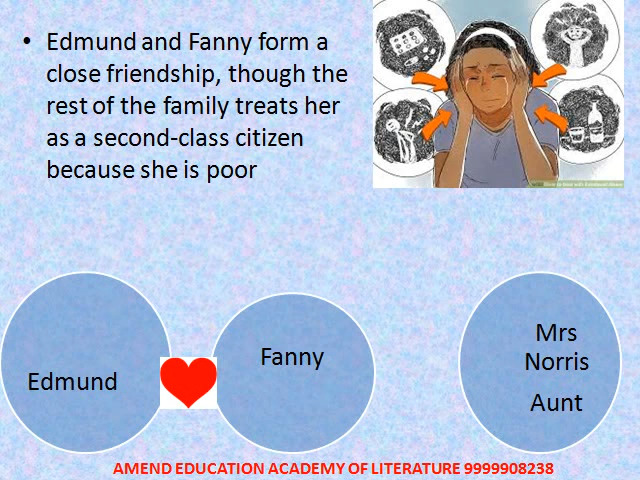 • Edmund and Fanny form a
close friendship, though the
rest of the family treats her
as a second-class citizen
because she is poor
Edmund
Fanny
Mrs
Norris
Aunt
AMEND EDUCATION ACADEMY OF LITERATURE 9999908238